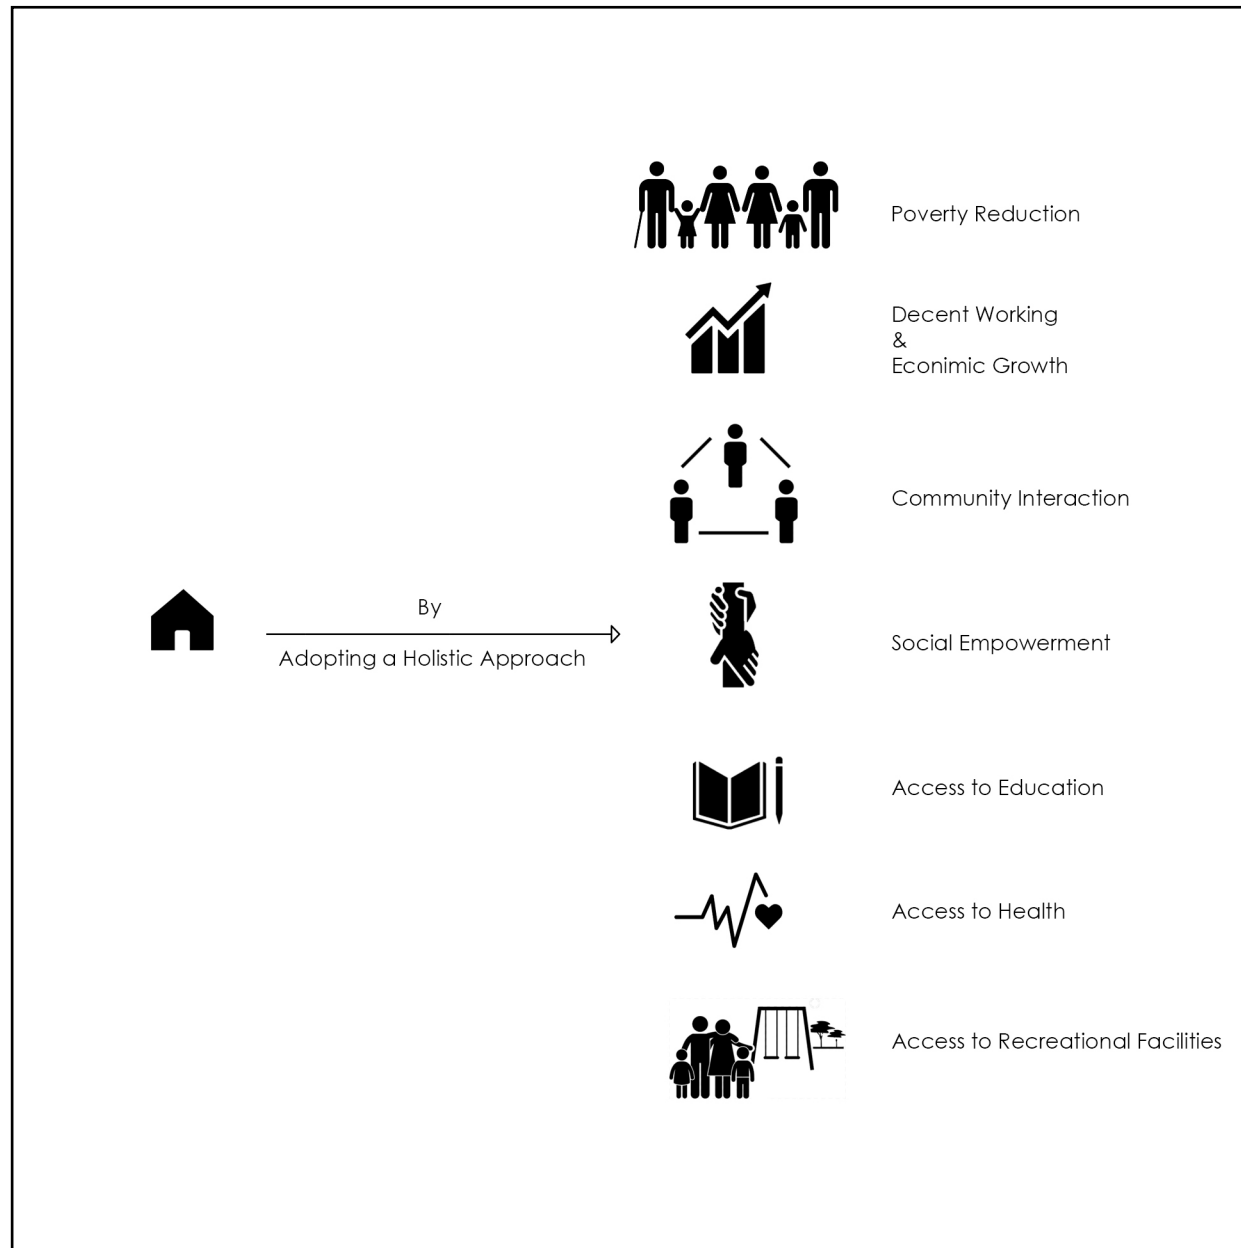 Poverty Reduction
Decent Working
&
Econimic Growth
Community Interaction
By
Adopting a Holistic Approach
Social Empowerment
Access to Education
Access to Health
Access to Recreational Facilities